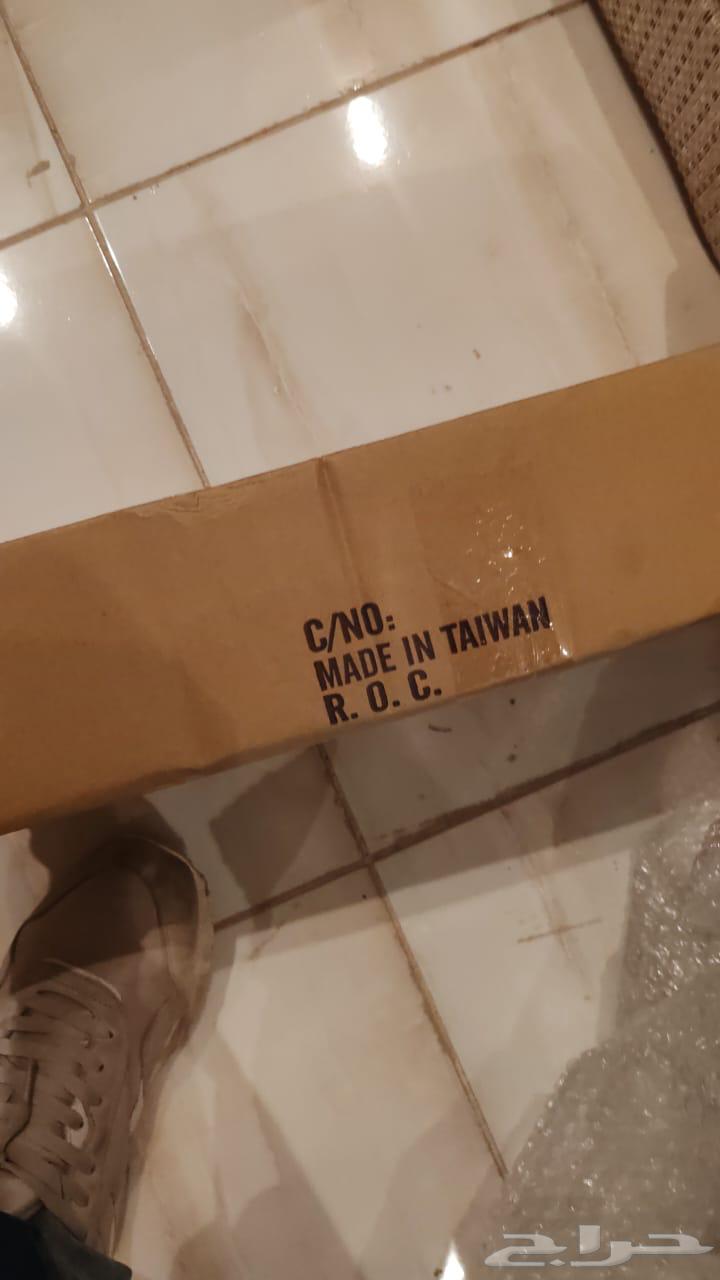 C/NO:
MADE IN TAIWAN
R. O. C.
حراج